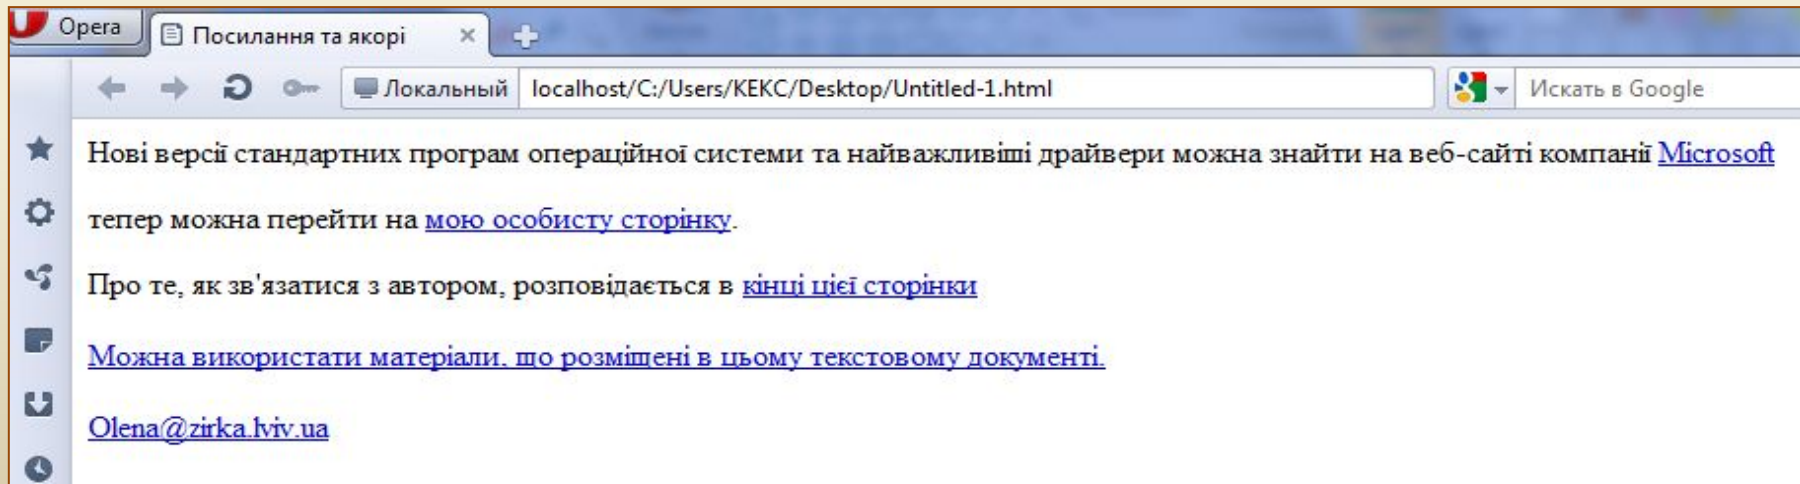 Opera
Посилання та якорі
Локальный localhost/C:/Users/KEKC/Desktop/Untitled-1.html Искать в Google
Нові версії стандартних програм операційної системи та найважливіші драйвери можна знайти на веб-сайті компанії Microsoft
тепер можна перейти на мою особисту сторінку.
Про те, як зв'язатися з автором, розповідається в кінці цієї сторінки
Можна використати матеріали, що розміщені в цьому текстовому документі.
Olena@zirka.lviv.ua